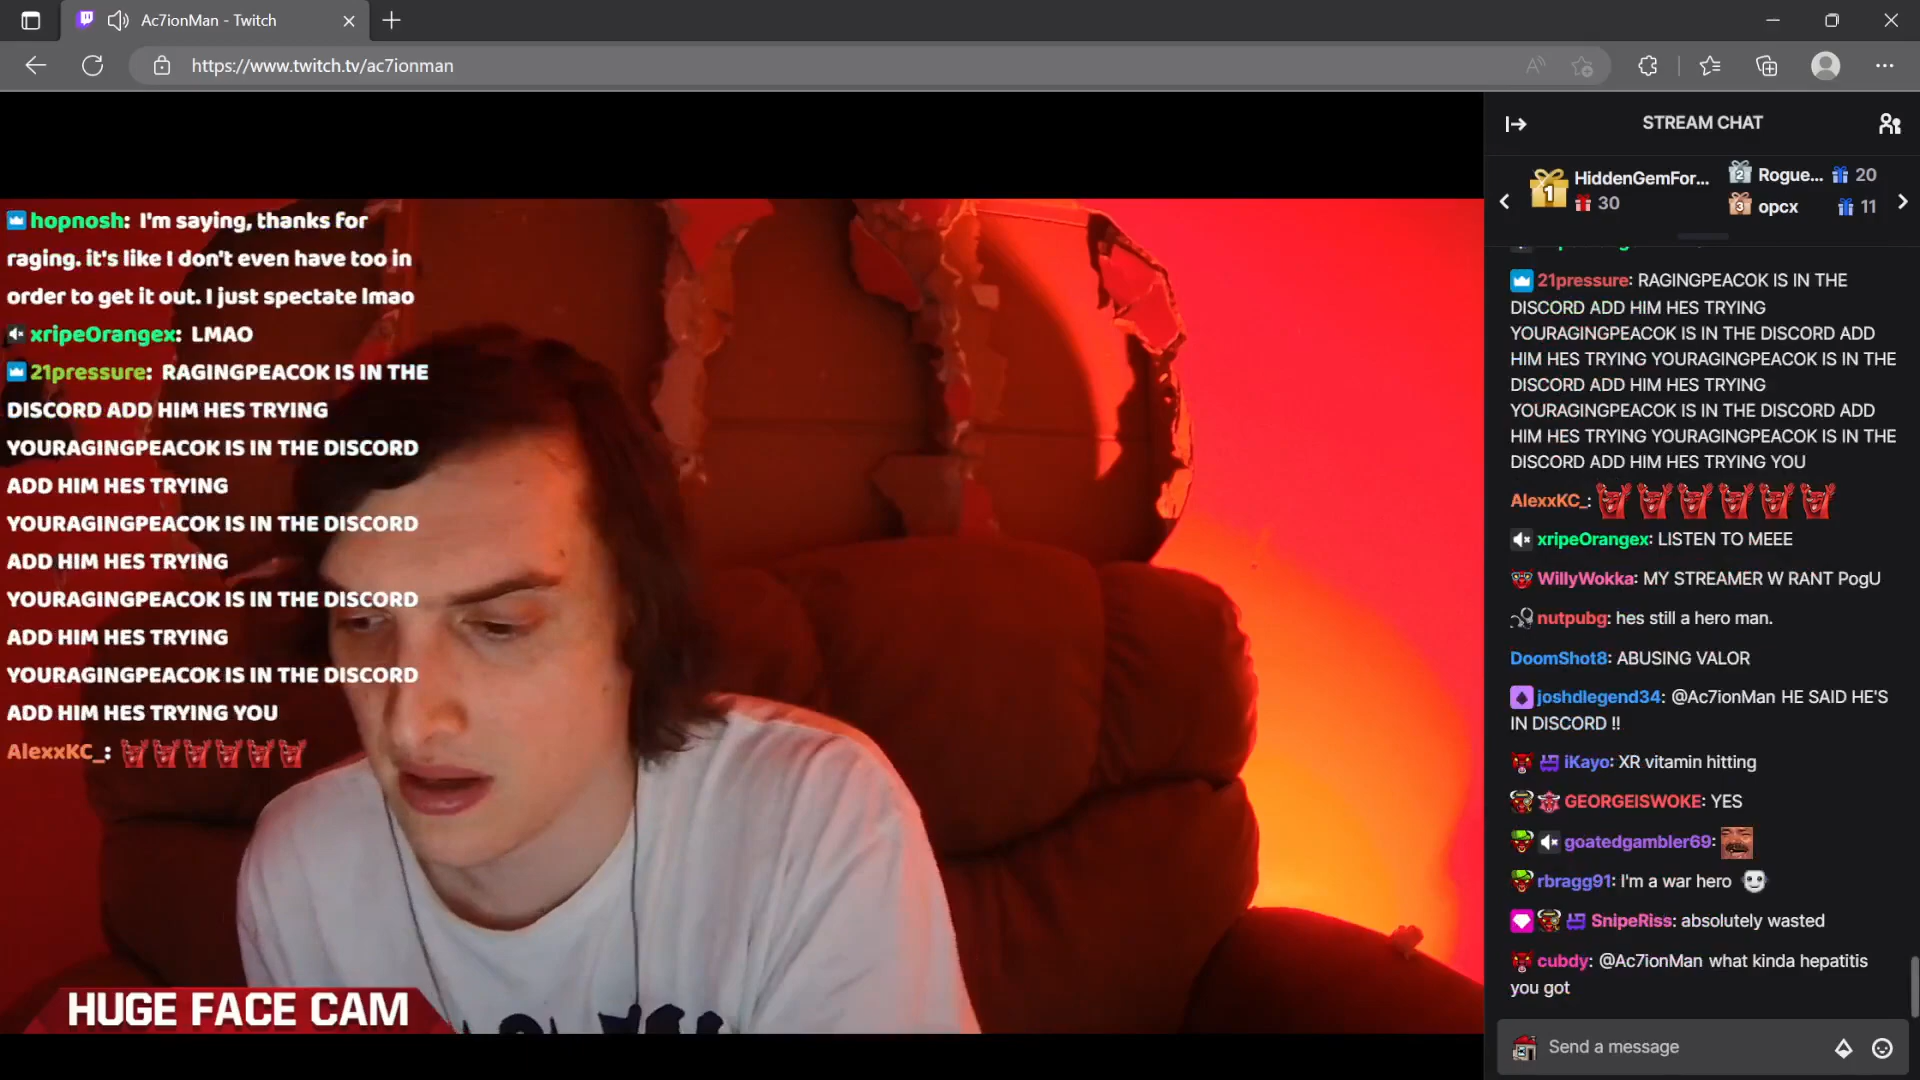 Ac7ionMan - Twitch
https://www.twitch.tv/ac7ionman
hopnosh: I'm saying, thanks for
raging. it's like I don't even have too in
order to get it out. I just spectate lmao
xripeOrangex: LMAO
21pressure: RAGINGPEACOK IS IN THE
DISCORD ADD HIM HES TRYING
YOURAGINGPEACOK IS IN THE DISCORD
ADD HIM HES TRYING
YOURAGINGPEACOK IS IN THE DISCORD
ADD HIM HES TRYING
YOURAGINGPEACOK IS IN THE DISCORD
ADD HIM HES TRYING
YOURAGINGPEACOK IS IN THE DISCORD
ADD HIM HES TRYING YOU
AlexxKC_:
HUGE FACE CAM
STREAM CHAT
1 HiddenGemFor...
30
2 Rogue... 20
3 opcx 11
21pressure: RAGINGPEACOK IS IN THE
DISCORD ADD HIM HES TRYING
YOURAGINGPEACOK IS IN THE DISCORD ADD
HIM HES TRYING YOURAGINGPEACOK IS IN THE
DISCORD ADD HIM HES TRYING
YOURAGINGPEACOK IS IN THE DISCORD ADD
HIM HES TRYING YOURAGINGPEACOK IS IN THE
DISCORD ADD HIM HES TRYING YOU
AlexxKC_:
xripeOrangex: LISTEN TO MEEE
WillyWokka: MY STREAMER W RANT PogU
nutpubg: hes still a hero man.
DoomShot8: ABUSING VALOR
joshdlegend34: @Ac7ionMan HE SAID HE'S
IN DISCORD !!
iKayo: XR vitamin hitting
GEORGEISWOKE: YES
goatedgambler69:
rbragg91: I'm a war hero
SnipeRiss: absolutely wasted
cubdy: @Ac7ionMan what kinda hepatitis
you got
Send a message